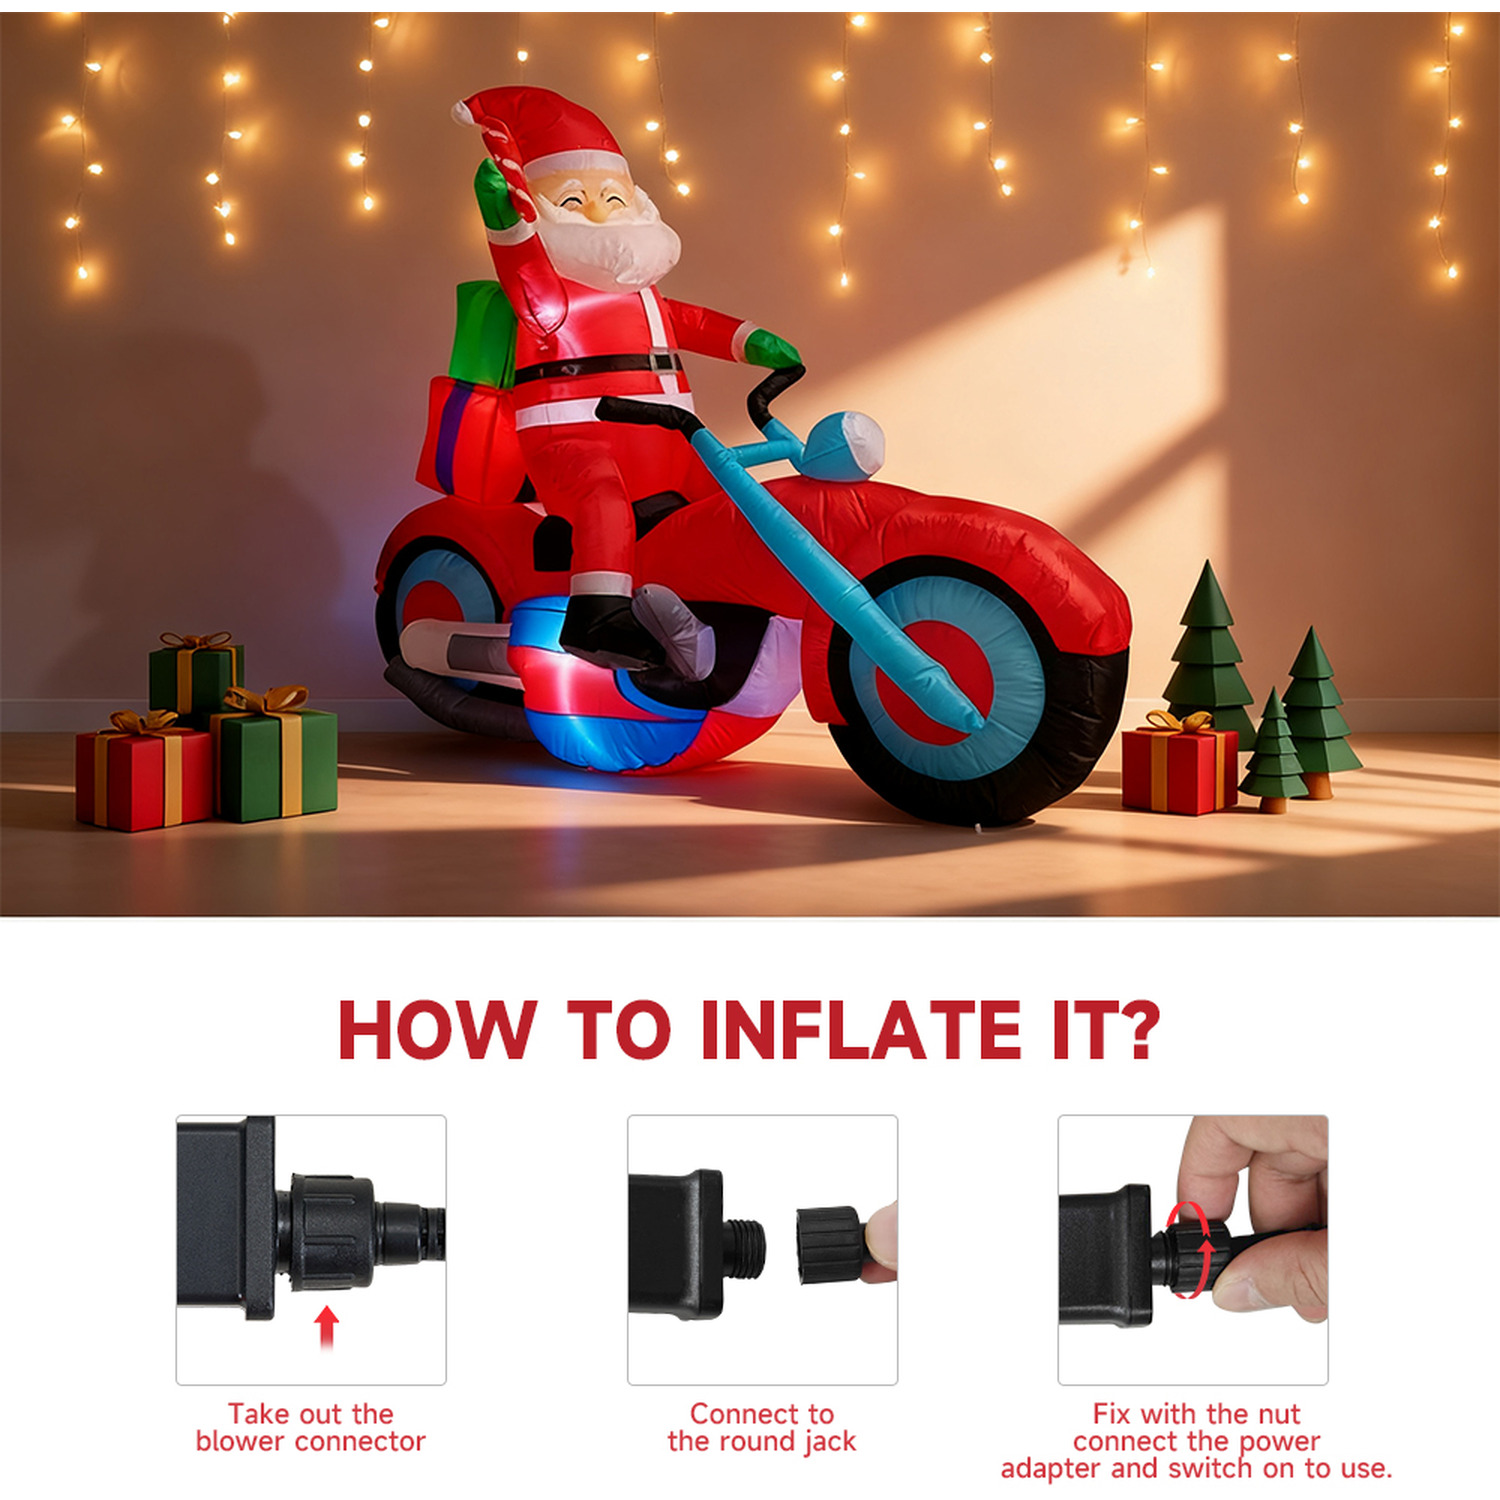 HOW TO INFLATE IT?
Take out the
blower connector
Connect to
the round jack
Fix with the nut
connect the power
adapter and switch on to use.